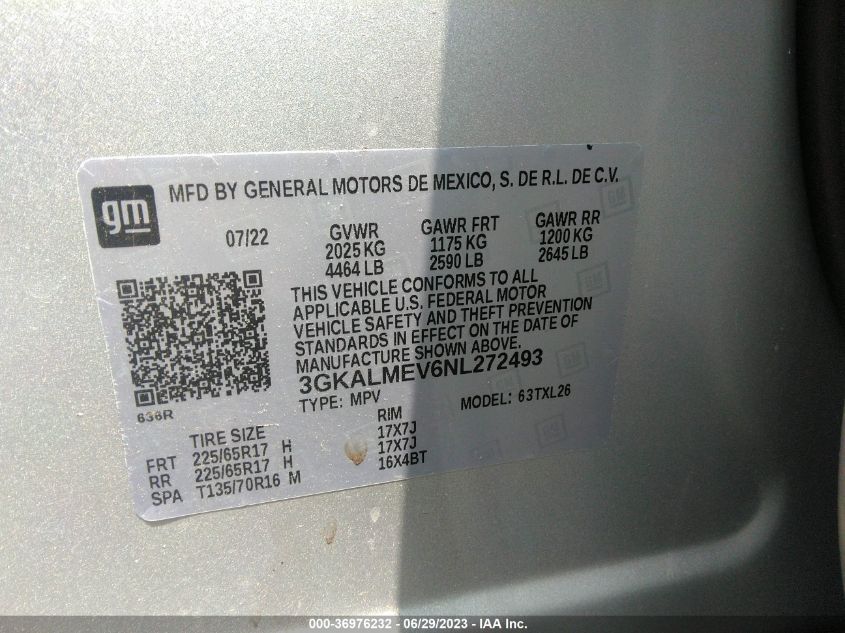 gm
MFD BY GENERAL MOTORS DE MEXICO, S. DE R.L. DE C.V.
07/22 GVWR GAWR FRT GAWR RR
2025 KG 1175 KG 1200 KG
4464 LB 2590 LB 2645 LB
THIS VEHICLE CONFORMS TO ALL
APPLICABLE U.S. FEDERAL MOTOR
VEHICLE SAFETY AND THEFT PREVENTION
STANDARDS IN EFFECT ON THE DATE OF
MANUFACTURE SHOWN ABOVE.
3GKALMEV6NL272493
TYPE: MPV MODEL: 63TXL26
636R
TIRE SIZE RIM
FRT 225/65R17 H 17X7J
RR 225/65R17 H 17X7J
SPA T135/70R16 M 16X4BT
000-36976232 - 06/29/2023 - IAA Inc.